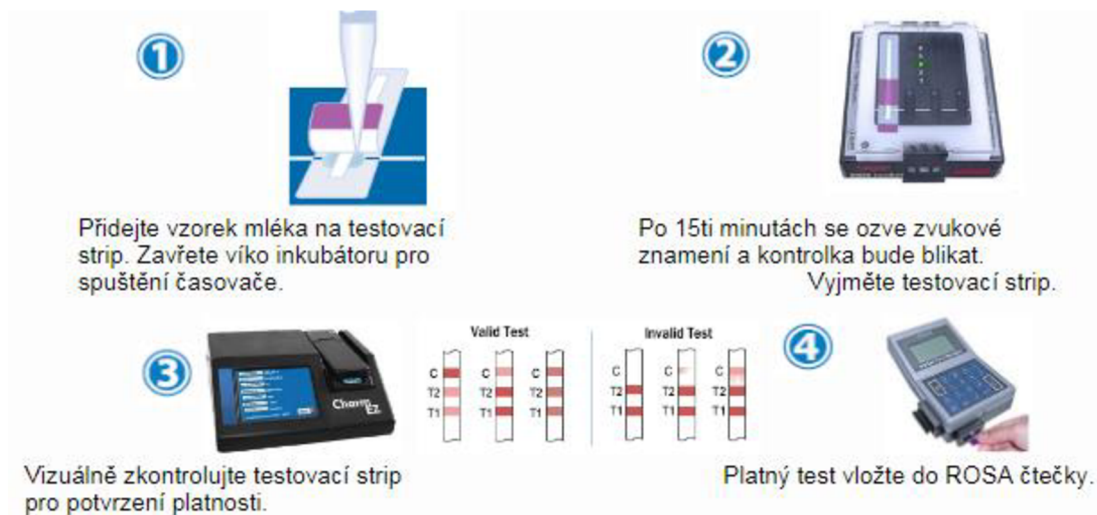 1
Přidejte vzorek mléka na testovací
strip. Zavřete víko inkubátoru pro
spuštění časovače.
2
Po 15ti minutách se ozve zvukové
znamení a kontrolka bude blikat.
Vyjměte testovací strip.
3
Charm
EZ
Vizuálně zkontrolujte testovací strip
pro potvrzení platnosti.
Valid Test
C C C
T2 T2 T2
T1 T1 T1
Invalid Test
C C C
T2 T2 T2
T1 T1 T1
4
Platný test vložte do ROSA čtečky.